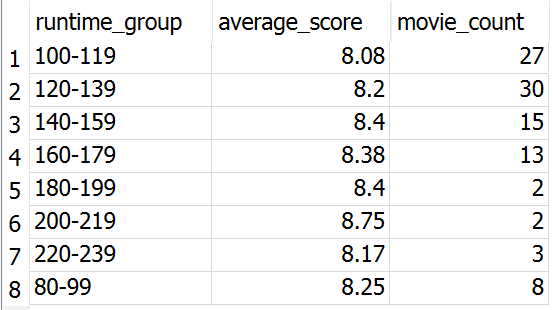 runtime_group average_score movie_count
1 100-119 8.08 27
2 120-139 8.2 30
3 140-159 8.4 15
4 160-179 8.38 13
5 180-199 8.4 2
6 200-219 8.75 2
7 220-239 8.17 3
8 80-99 8.25 8